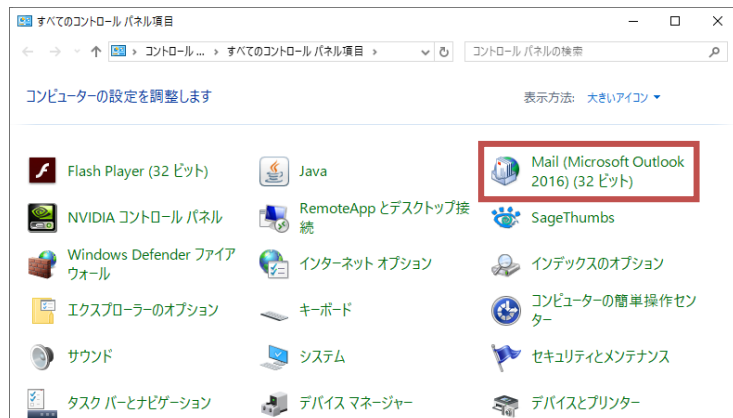 すべてのコントロール パネル項目
コントロール ... › すべてのコントロール パネル項目 ›
コントロール パネルの検索
コンピューターの設定を調整します
表示方法: 大きいアイコン
Flash Player (32 ビット)
Java
Mail (Microsoft Outlook
2016) (32 ビット)
NVIDIA コントロール パネル
RemoteApp とデスクトップ接
続
SageThumbs
Windows Defender ファイア
ウォール
インターネット オプション
インデックスのオプション
エクスプローラーのオプション
キーボード
コンピューターの簡単操作セン
ター
サウンド
システム
セキュリティとメンテナンス
タスク バーとナビゲーション
デバイス マネージャー
デバイスとプリンター